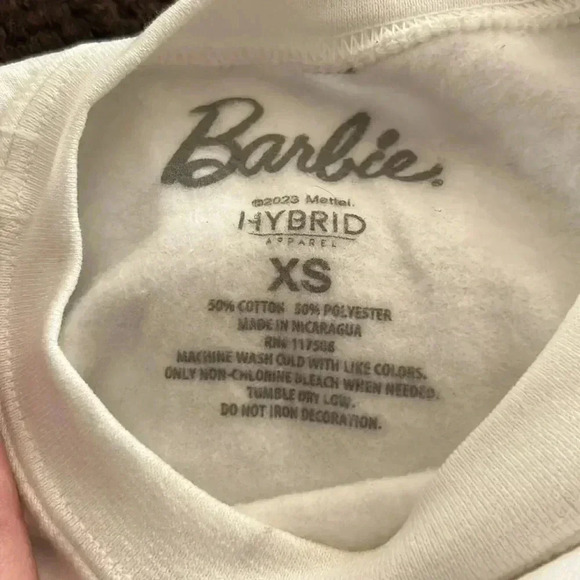 Barbie.
©2023 Mattel.
HYBRID
APPAREL
XS
50% COTTON 50% POLYESTER
MADE IN NICARAGUA
RN# 117508
MACHINE WASH COLD WITH LIKE COLORS.
ONLY NON-CHLORINE BLEACH WHEN NEEDED.
TUMBLE DRY LOW.
DO NOT IRON DECORATION.